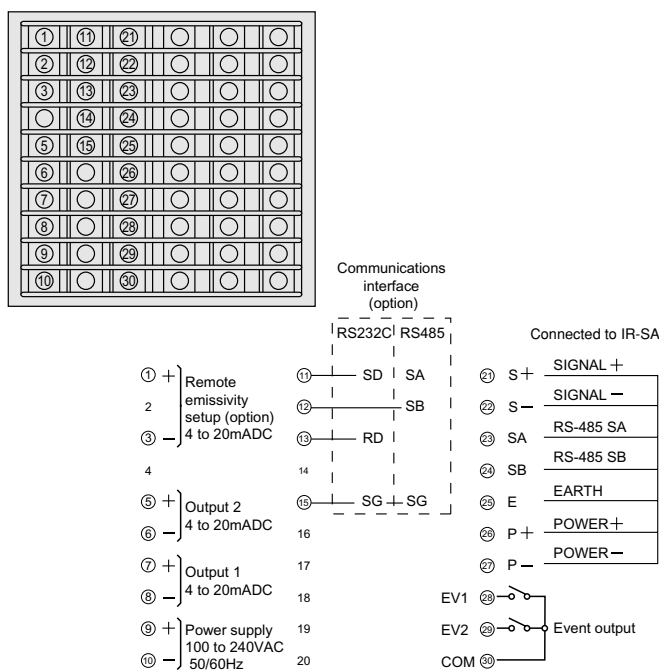 ① ⑪ ㉑
② ⑫ ㉒
③ ⑬ ㉓
⑭ ㉔
⑤ ⑮ ㉕
⑥ ㉖
⑦ ㉗
⑧ ㉘
⑨ ㉙
⑩ ㉚
Communications
interface
(option)
RS232C RS485
Connected to IR-SA
① +
2
③ −
Remote
emissivity
setup (option)
4 to 20mADC
4
⑤ +
⑥ −
Output 2
4 to 20mADC
⑦ +
⑧ −
Output 1
4 to 20mADC
⑨ +
⑩ −
Power supply
100 to 240VAC
50/60Hz
⑪ SD SA
⑫ SB
⑬ RD
14
⑮ SG SG
16
17
18
19
20
㉑ S+ SIGNAL +
㉒ S− SIGNAL −
㉓ SA RS-485 SA
㉔ SB RS-485 SB
㉕ E EARTH
㉖ P+ POWER+
㉗ P− POWER−
EV1 ㉘
EV2 ㉙ Event output
COM ㉚